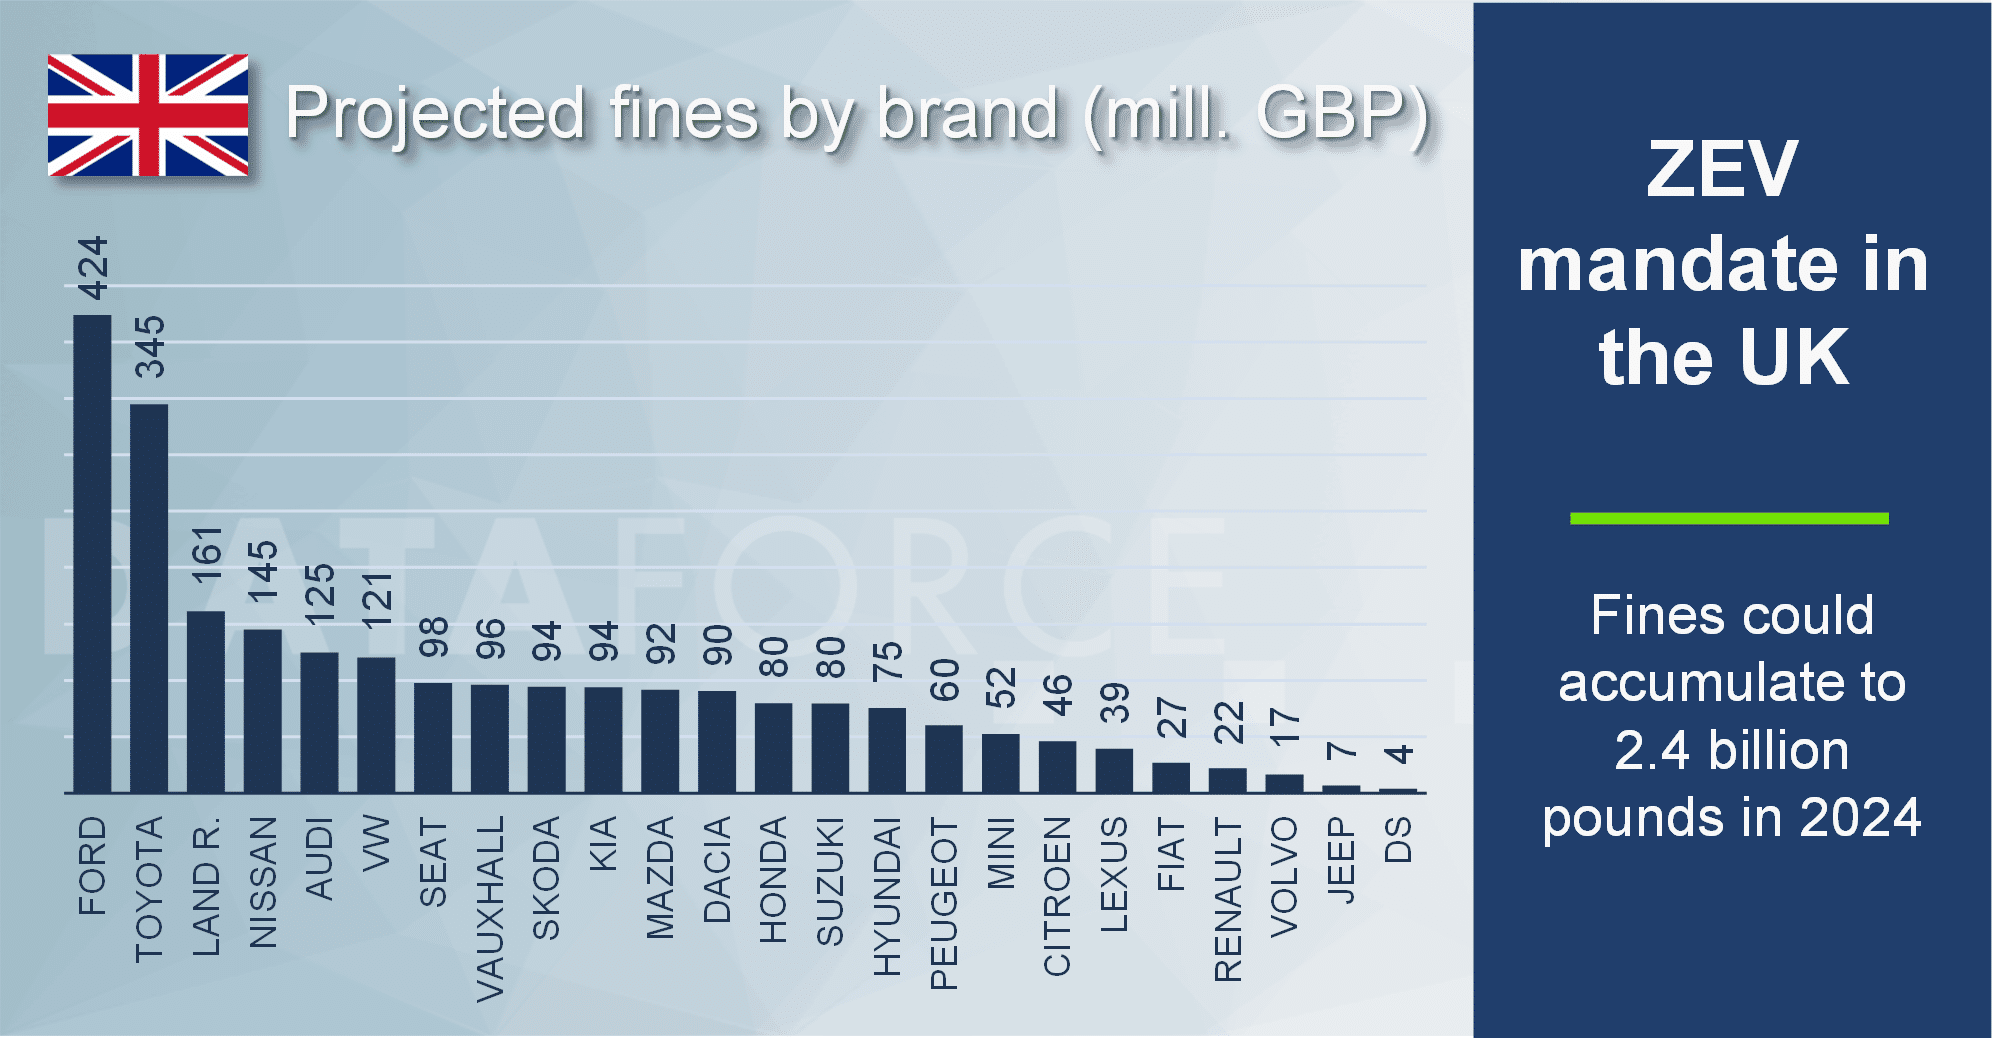 Projected fines by brand (mill. GBP)
424
345
161
145
125
121
98
96
94
94
92
90
80
80
75
60
52
46
39
27
22
17
7
4
FORD
TOYOTA
LAND R.
NISSAN
AUDI
VW
SEAT
VAUXHALL
SKODA
KIA
MAZDA
DACIA
HONDA
SUZUKI
HYUNDAI
PEUGEOT
MINI
CITROEN
LEXUS
FIAT
RENAULT
VOLVO
JEEP
DS
DATAFORCE
ZEV
mandate in
the UK
Fines could
accumulate to
2.4 billion
pounds in 2024